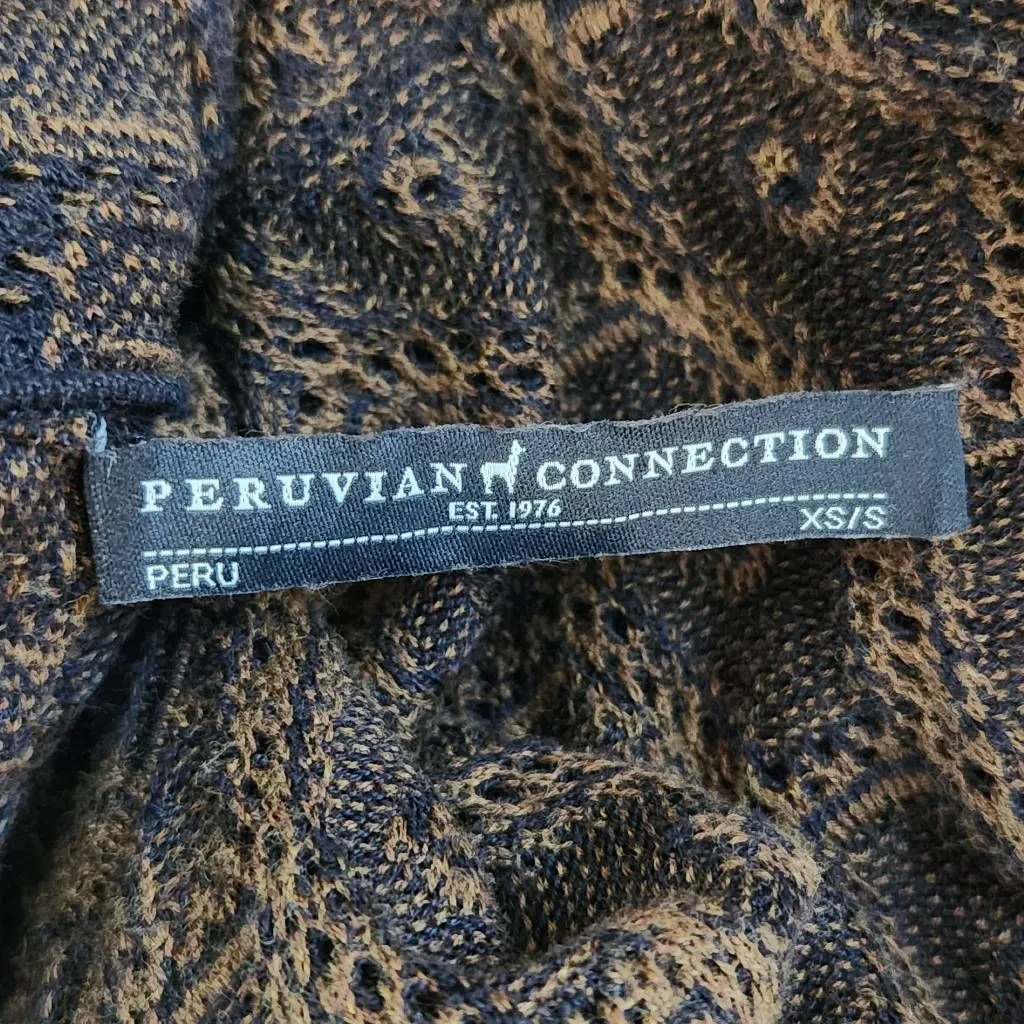 PERUVIAN CONNECTION
EST. 1976
XS/S
PERU